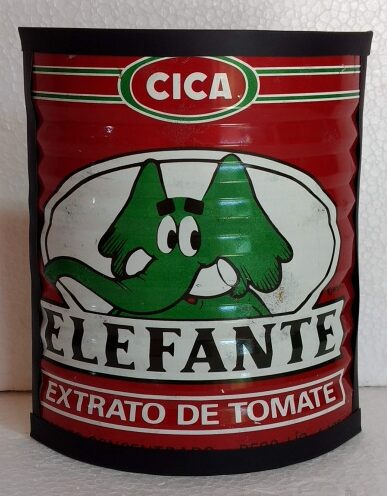 CICA
ELEFANTE
EXTRATO DE TOMATE